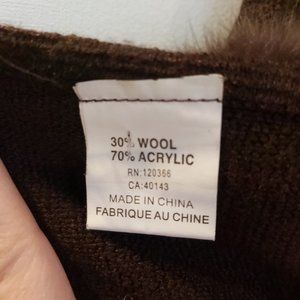 30% WOOL
70% ACRYLIC
RN:120366
CA:40143
MADE IN CHINA
FABRIQUE AU CHINE